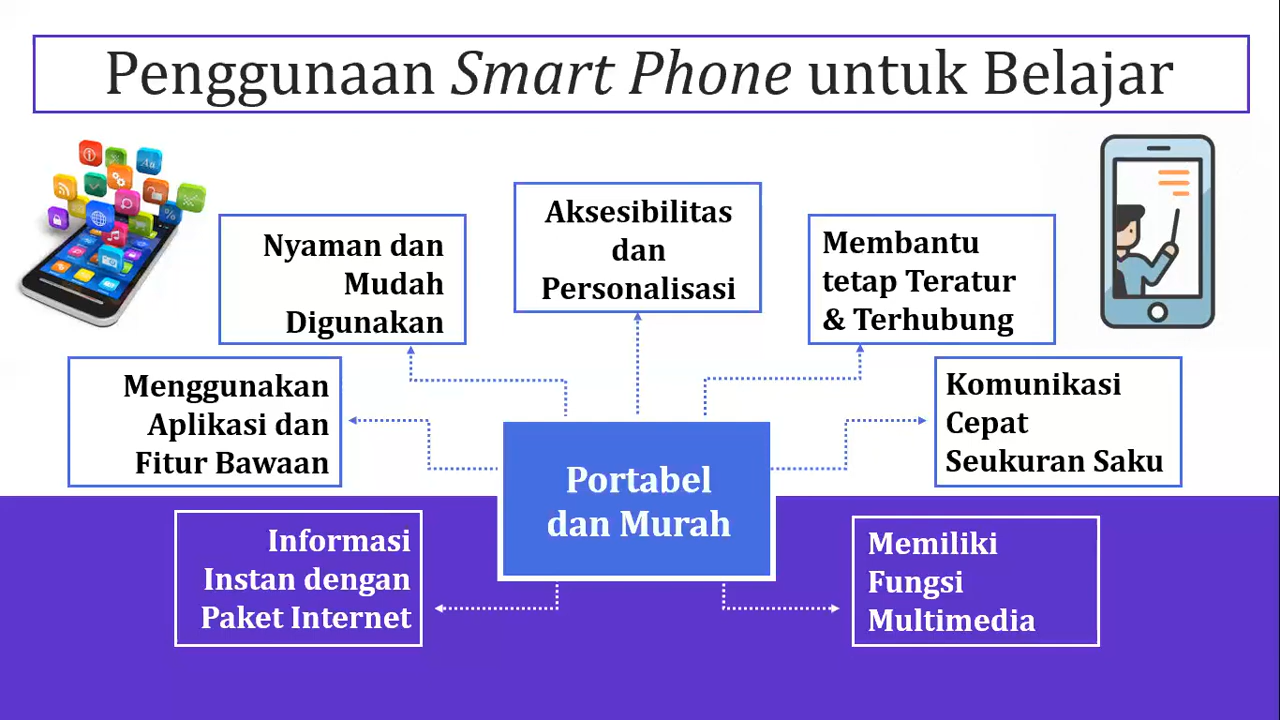 Penggunaan Smart Phone untuk Belajar
Aksesibilitas
dan
Personalisasi
Nyaman dan
Mudah
Digunakan
Membantu
tetap Teratur
& Terhubung
Menggunakan
Aplikasi dan
Fitur Bawaan
Komunikasi
Cepat
Seukuran Saku
Portabel
dan Murah
Informasi
Instan dengan
Paket Internet
Memiliki
Fungsi
Multimedia